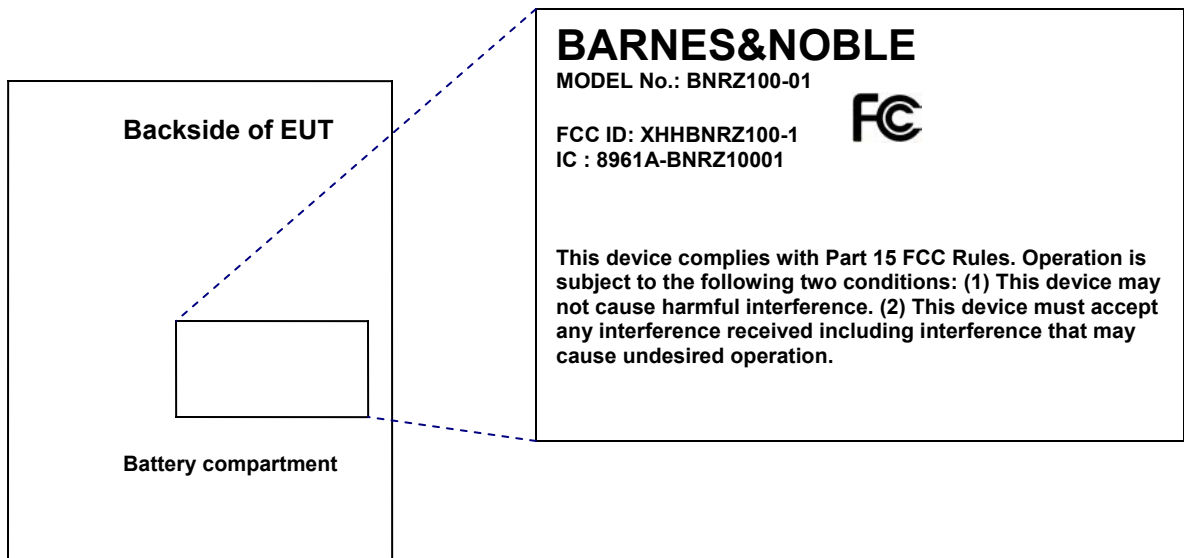 Backside of EUT
Battery compartment
BARNES&NOBLE
MODEL No.: BNRZ100-01
FCC ID: XHHBNRZ100-1
IC : 8961A-BNRZ10001
FC
This device complies with Part 15 FCC Rules. Operation is
subject to the following two conditions: (1) This device may
not cause harmful interference. (2) This device must accept
any interference received including interference that may
cause undesired operation.